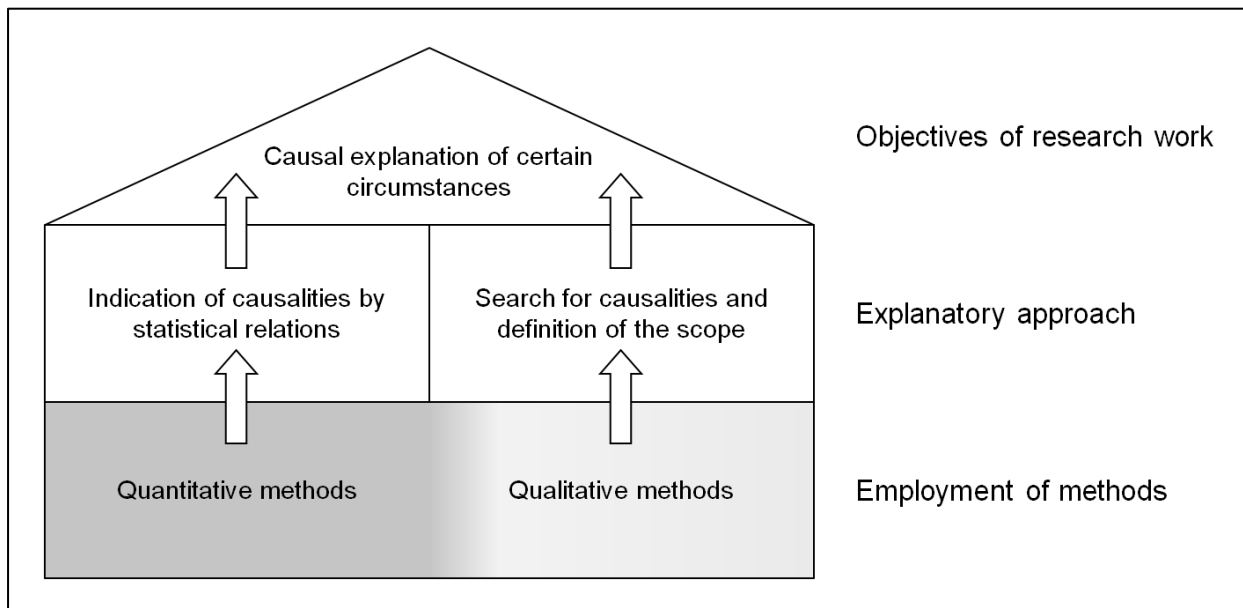 Causal explanation of certain
circumstances
Objectives of research work
Indication of causalities by
statistical relations
Search for causalities and
definition of the scope
Explanatory approach
Quantitative methods
Qualitative methods
Employment of methods